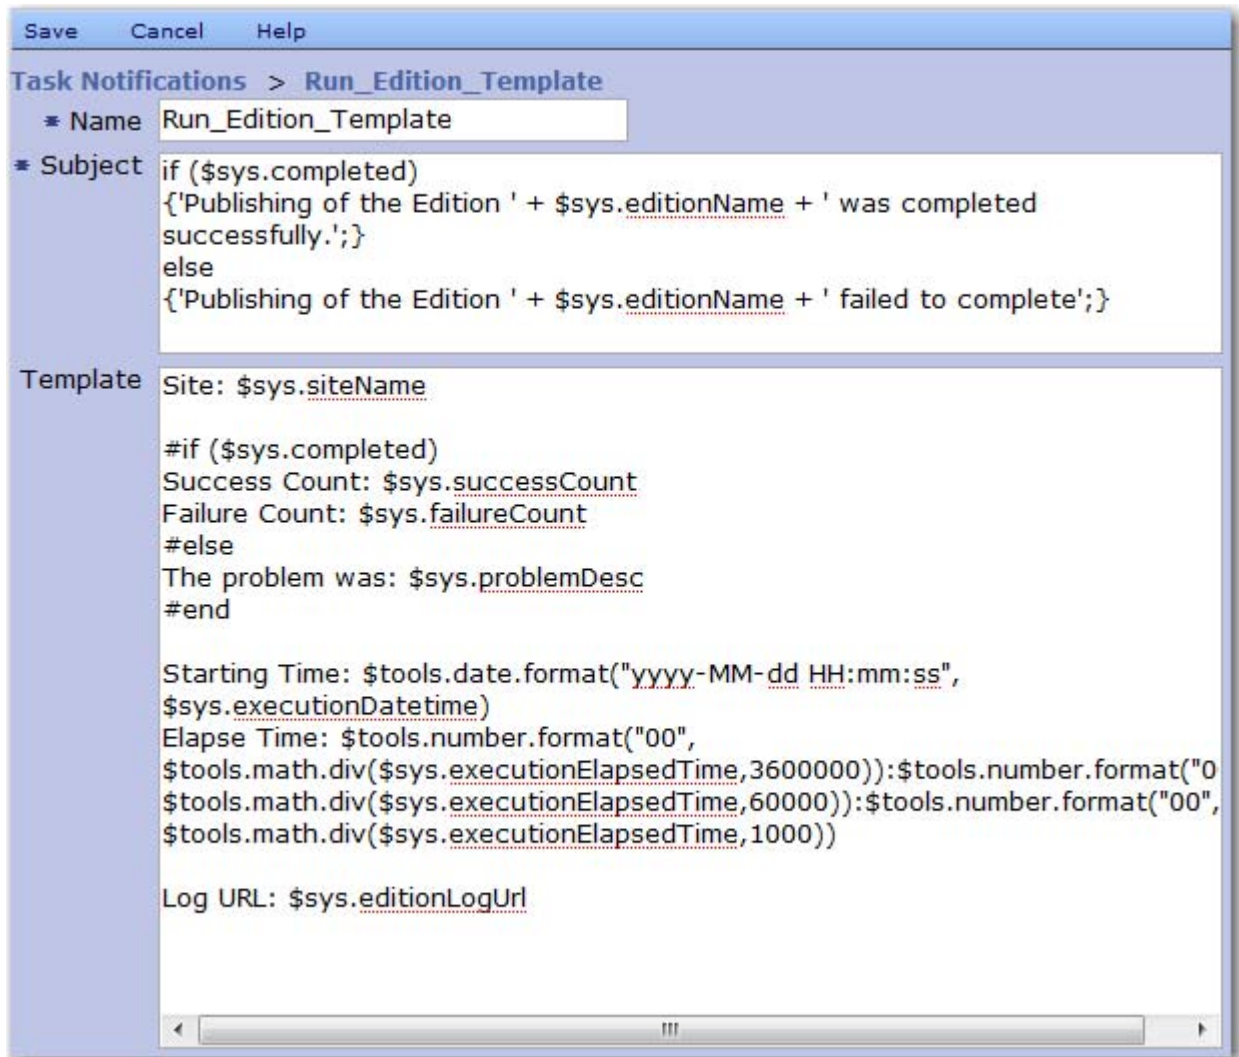 Save Cancel Help
Task Notifications > Run_Edition_Template
* Name Run_Edition_Template
* Subject if ($sys.completed)
{'Publishing of the Edition ' + $sys.editionName + ' was completed
successfully.';}
else
{'Publishing of the Edition ' + $sys.editionName + ' failed to complete';}
Template Site: $sys.siteName
#if ($sys.completed)
Success Count: $sys.successCount
Failure Count: $sys.failureCount
#else
The problem was: $sys.problemDesc
#end
Starting Time: $tools.date.format("yyyy-MM-dd HH:mm:ss",
$sys.executionDatetime)
Elapse Time: $tools.number.format("00",
$tools.math.div($sys.executionElapsedTime,3600000)):$tools.number.format("0
$tools.math.div($sys.executionElapsedTime,60000)):$tools.number.format("00",
$tools.math.div($sys.executionElapsedTime,1000))
Log URL: $sys.editionLogUrl